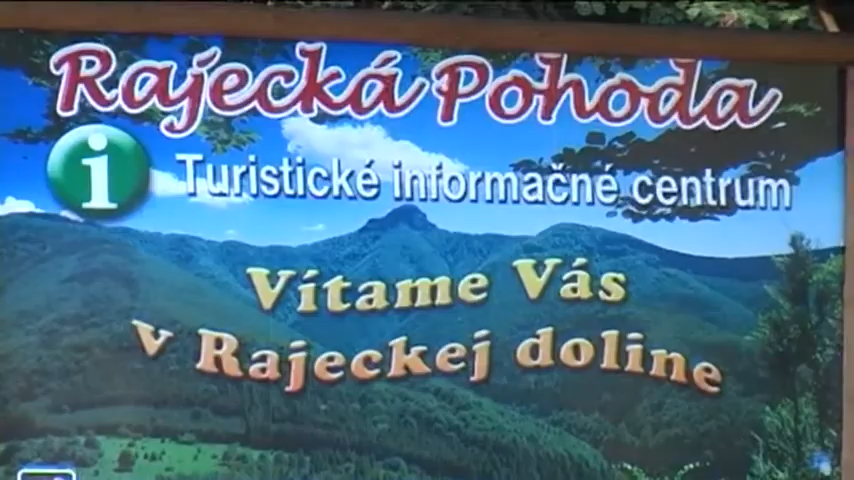 Rajecká Pohoda
i Turistické informačné centrum
Vítame Vás
v Rajeckej doline